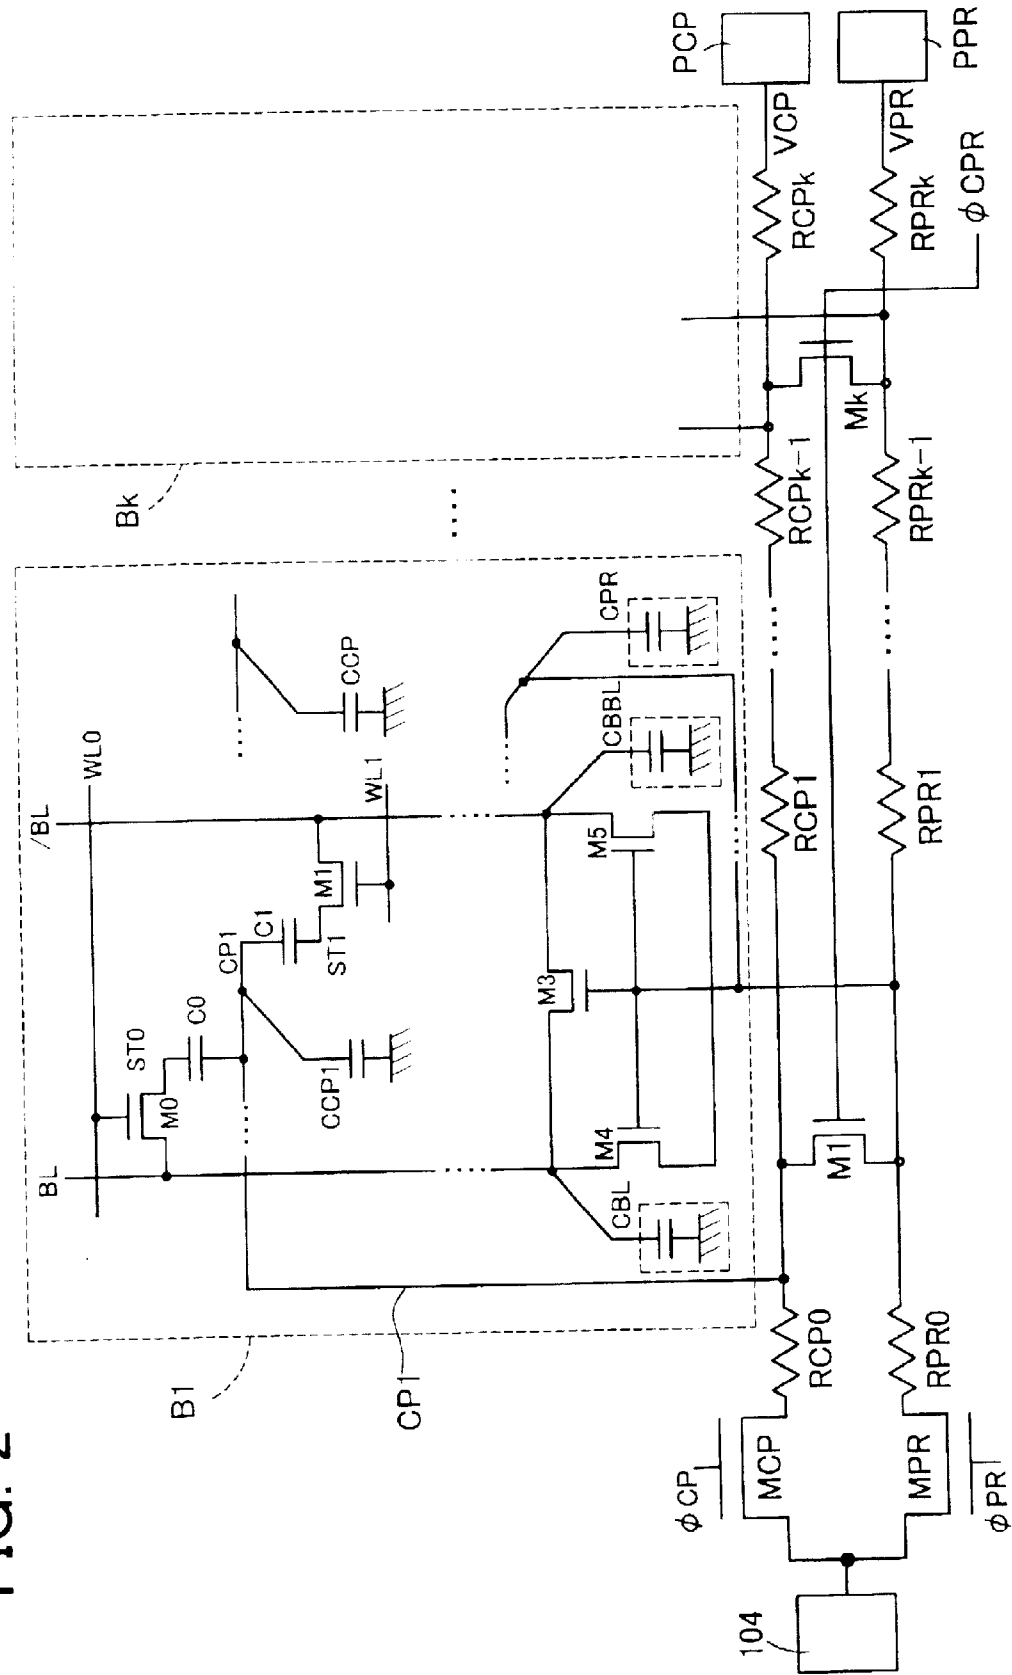 FIG. 2
B1
Bk
WL0
BL
/BL
ST0
M0
C0
CP1
C1
M1
ST1
WL1
CCP1
CCP
M3
M4
M5
CBL
CBBL
CPR
CP1
104
φCP
MCP
MPR
φPR
RCP0
RPR0
M1
RCP1
RPR1
RCPk-1
RPRk-1
Mk
RCPk
RPRk
VCP
VPR
φCPR
PCP
PPR